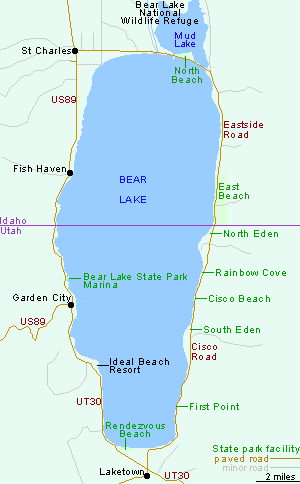 Bear Lake
National
Wildlife Refuge
Mud
Lake
St Charles
North
Beach
US89
Eastside
Road
Fish Haven
BEAR
LAKE
East
Beach
Idaho
Utah
North Eden
Bear Lake State Park
Marina
Rainbow Cove
Garden City
Cisco Beach
US89
South Eden
Cisco
Road
Ideal Beach
Resort
UT30
First Point
Rendezvous
Beach
State park facility
paved road
minor road
Laketown
UT30
2 miles